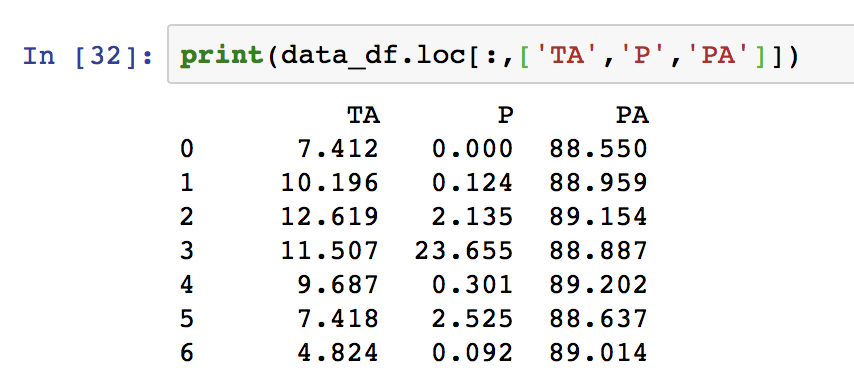 In [32]: print(data_df.loc[:,['TA','P','PA']])
TA P PA
0 7.412 0.000 88.550
1 10.196 0.124 88.959
2 12.619 2.135 89.154
3 11.507 23.655 88.887
4 9.687 0.301 89.202
5 7.418 2.525 88.637
6 4.824 0.092 89.014